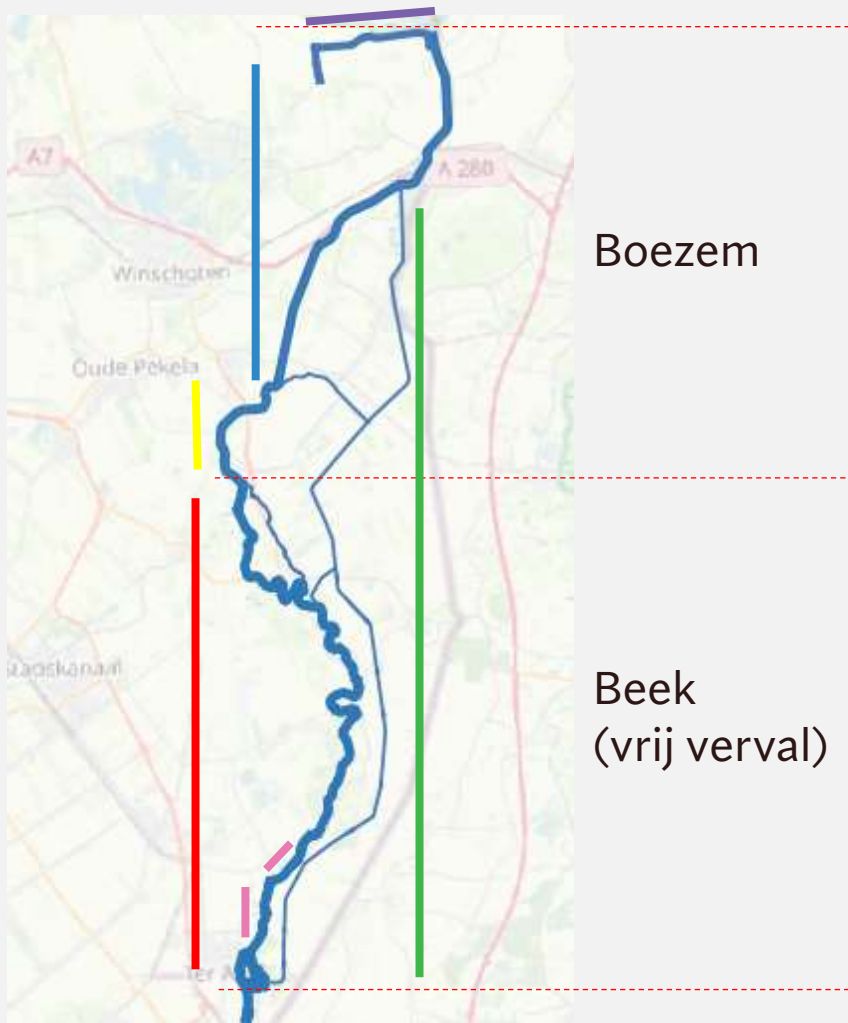 A7
A 280
Boezem
Winschoten
Oude Pekela
Beek
(vrij verval)